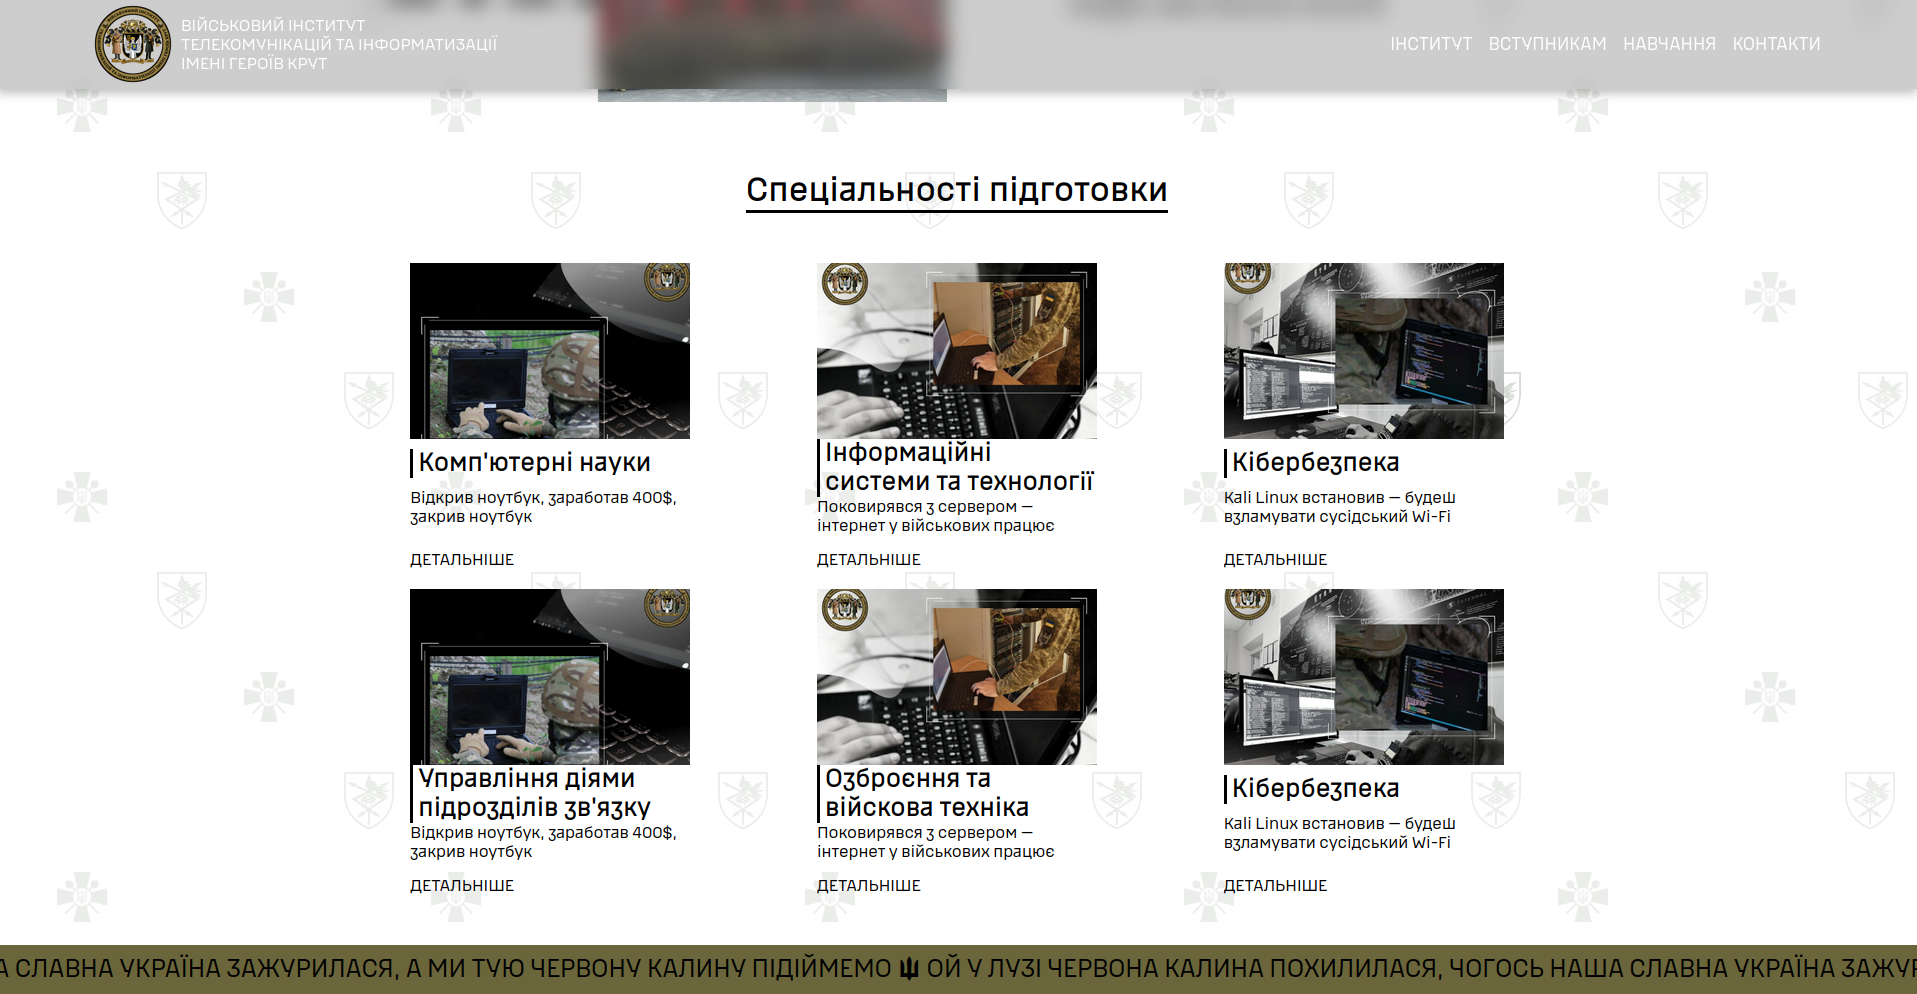 ВІЙСЬКОВИЙ ІНСТИТУТ
ТЕЛЕКОМУНІКАЦІЙ ТА ІНФОРМАТИЗАЦІЇ
ІМЕНІ ГЕРОЇВ КРУТ
ІНСТИТУТ ВСТУПНИКАМ НАВЧАННЯ КОНТАКТИ
Спеціальності підготовки
Комп'ютерні науки
Відкрив ноутбук, заработав 400$,
закрив ноутбук
ДЕТАЛЬНІШЕ
Інформаційні
системи та технології
Поковирявся з сервером –
інтернет у військових працює
ДЕТАЛЬНІШЕ
Кібербезпека
Kali Linux встановив – будеш
взламувати сусідський Wi-Fi
ДЕТАЛЬНІШЕ
Управління діями
підрозділів зв'язку
Відкрив ноутбук, заработав 400$,
закрив ноутбук
ДЕТАЛЬНІШЕ
Озброєння та
війскова техніка
Поковирявся з сервером –
інтернет у військових працює
ДЕТАЛЬНІШЕ
Кібербезпека
Kali Linux встановив – будеш
взламувати сусідський Wi-Fi
ДЕТАЛЬНІШЕ
А СЛАВНА УКРАЇНА ЗАЖУРИЛАСЯ, А МИ ТУЮ ЧЕРВОНУ КАЛИНУ ПІДІЙМЕМО ОЙ У ЛУЗІ ЧЕРВОНА КАЛИНА ПОХИЛИЛАСЯ, ЧОГОСЬ НАША СЛАВНА УКРАЇНА ЗАЖУР